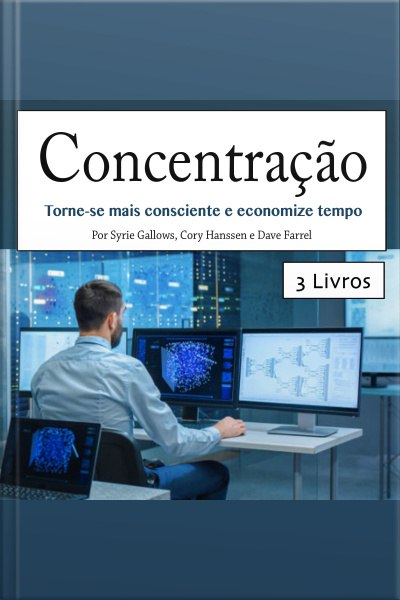 Concentração
Torne-se mais consciente e economize tempo
Por Syrie Gallows, Cory Hanssen e Dave Farrel
3 Livros